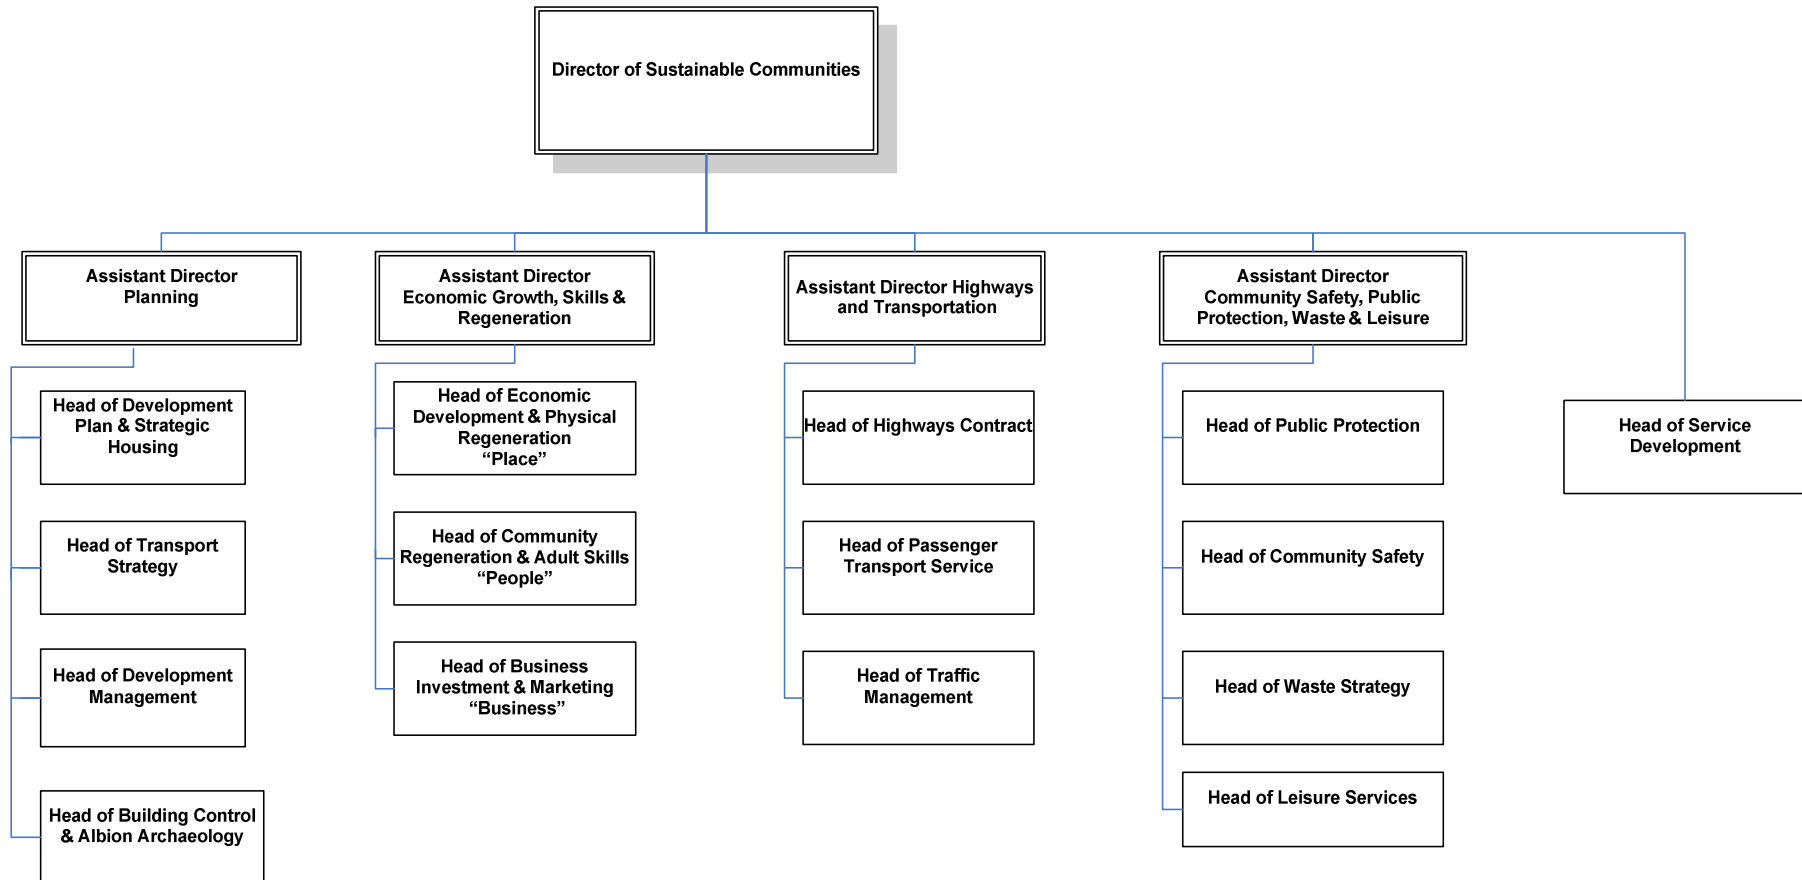 Director of Sustainable Communities
Assistant Director
Planning
Assistant Director
Economic Growth, Skills &
Regeneration
Assistant Director Highways
and Transportation
Assistant Director
Community Safety, Public
Protection, Waste & Leisure
Head of Development
Plan & Strategic
Housing
Head of Transport
Strategy
Head of Development
Management
Head of Building Control
& Albion Archaeology
Head of Economic
Development & Physical
Regeneration
“Place”
Head of Community
Regeneration & Adult Skills
“People”
Head of Business
Investment & Marketing
“Business”
Head of Highways Contract
Head of Passenger
Transport Service
Head of Traffic
Management
Head of Public Protection
Head of Community Safety
Head of Waste Strategy
Head of Leisure Services
Head of Service
Development